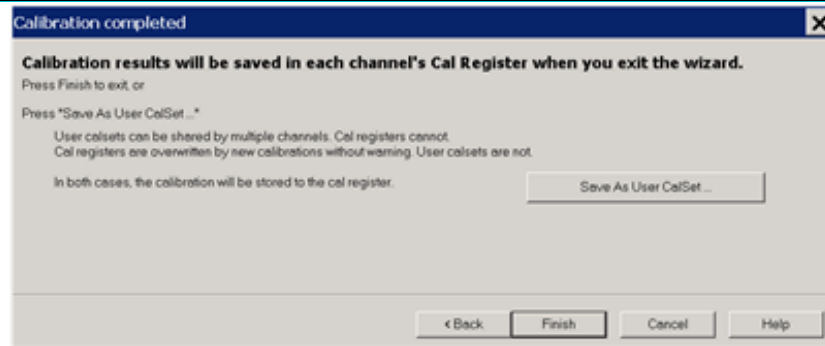 Calibration completed
Calibration results will be saved in each channel's Cal Register when you exit the wizard.
Press Finish to exit, or
Press "Save As User CalSet..."
User calsets can be shared by multiple channels. Cal registers cannot.
Cal registers are overwritten by new calibrations without warning. User calsets are not.
In both cases, the calibration will be stored to the cal register.
Save As User CalSet ...
< Back
Finish
Cancel
Help